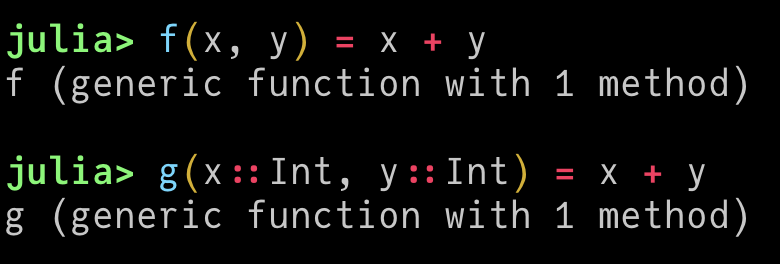 julia> f(x, y) = x + y
f (generic function with 1 method)
julia> g(x::Int, y::Int) = x + y
g (generic function with 1 method)